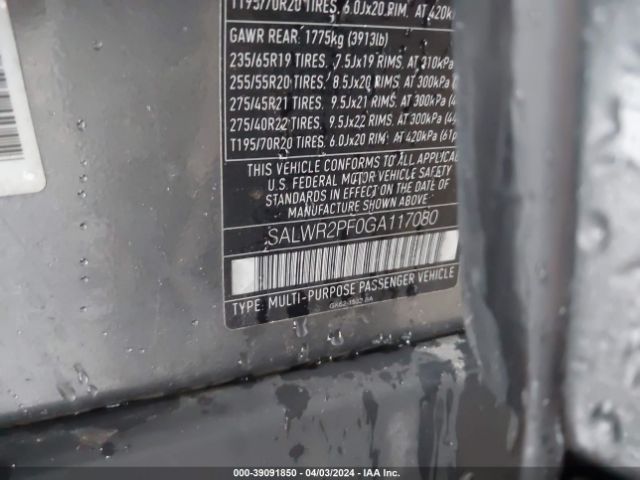 T195/70R20 TIRES, 6.0Jx20 RIM, AT 420k
GAWR REAR: 1775kg (3913lb)
235/65R19 TIRES, 7.5Jx19 RIMS, AT 310kPa
255/55R20 TIRES, 8.5Jx20 RIMS, AT 300kPa (4
275/45R21 TIRES, 9.5Jx21 RIMS, AT 300kPa (4
275/40R22 TIRES, 9.5Jx22 RIMS, AT 300kPa (4
T195/70R20 TIRES, 6.0Jx20 RIM, AT 420kPa (61p
THIS VEHICLE CONFORMS TO ALL APPLICA
U.S. FEDERAL MOTOR VEHICLE SAFETY
STANDARDS IN EFFECT ON THE DATE OF
MANUFACTURE SHOWN ABOVE.
SALWR2PF0GA117080
TYPE: MULTI-PURPOSE PASSENGER VEHICLE
000-39091850 - 04/03/2024 - IAA Inc.